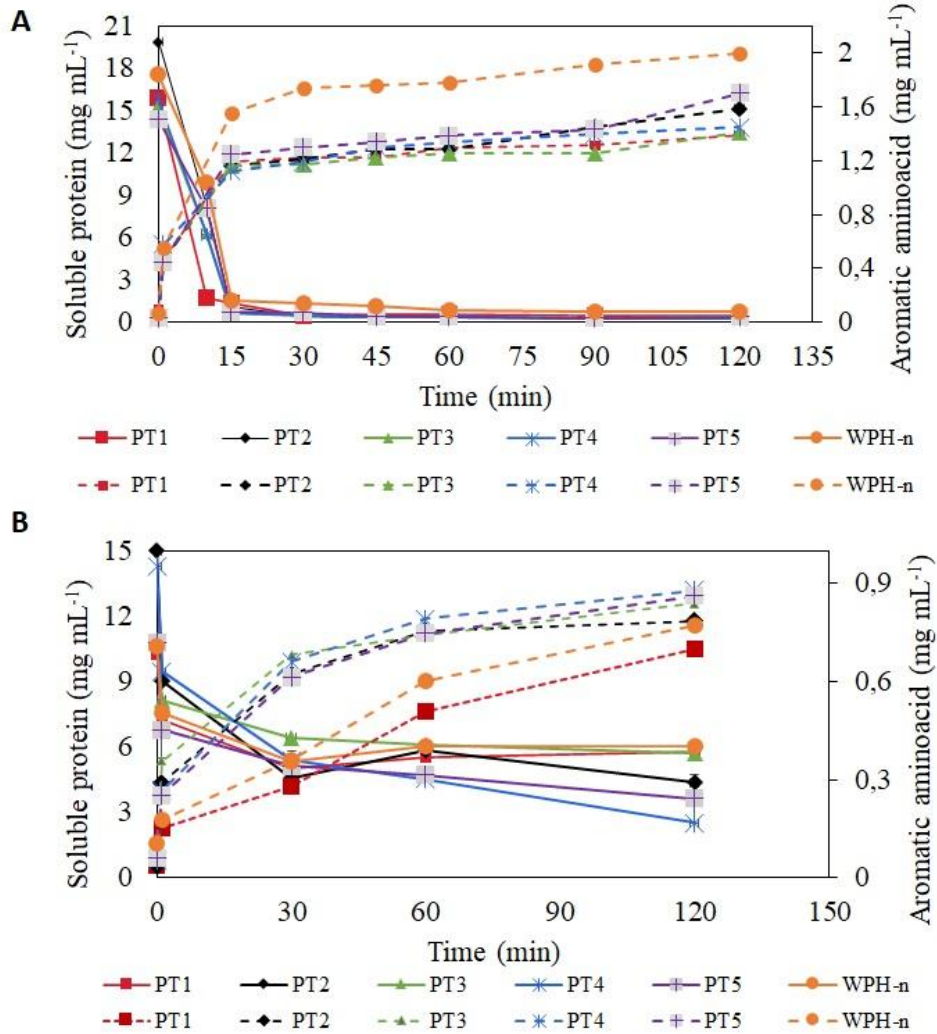 A
Soluble protein (mg mL-1)
21
18
15
12
9
6
3
0
2
1.6
1.2
0,8
0,4
0
Aromatic aminoacid (mg mL-1)
0 15 30 45 60 75 90 105 120 135
Time (min)
PT1 PT2 PT3 PT4 PT5 WPH-n
PT1 PT2 PT3 PT4 PT5 WPH-n
B
Soluble protein (mg mL-1)
15
12
9
6
3
0
0,9
0,6
0,3
0
Aromatic aminoacid (mg mL-1)
0 30 60 90 120 150
Time (min)
PT1 PT2 PT3 PT4 PT5 WPH-n
PT1 PT2 PT3 PT4 PT5 WPH-n